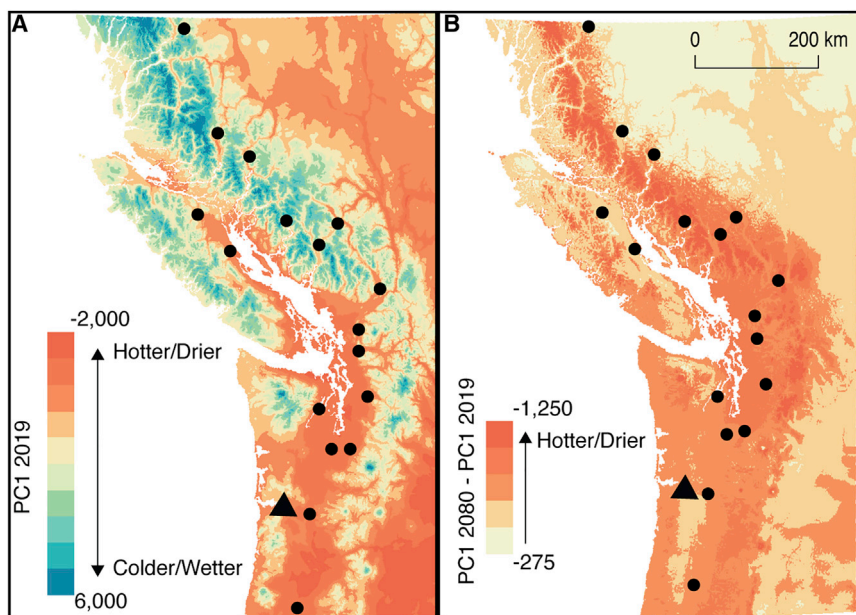 A
-2,000
Hotter/Drier
PC1 2019
Colder/Wetter
6,000
B
0 200 km
-1,250
Hotter/Drier
PC1 2080 - PC1 2019
-275